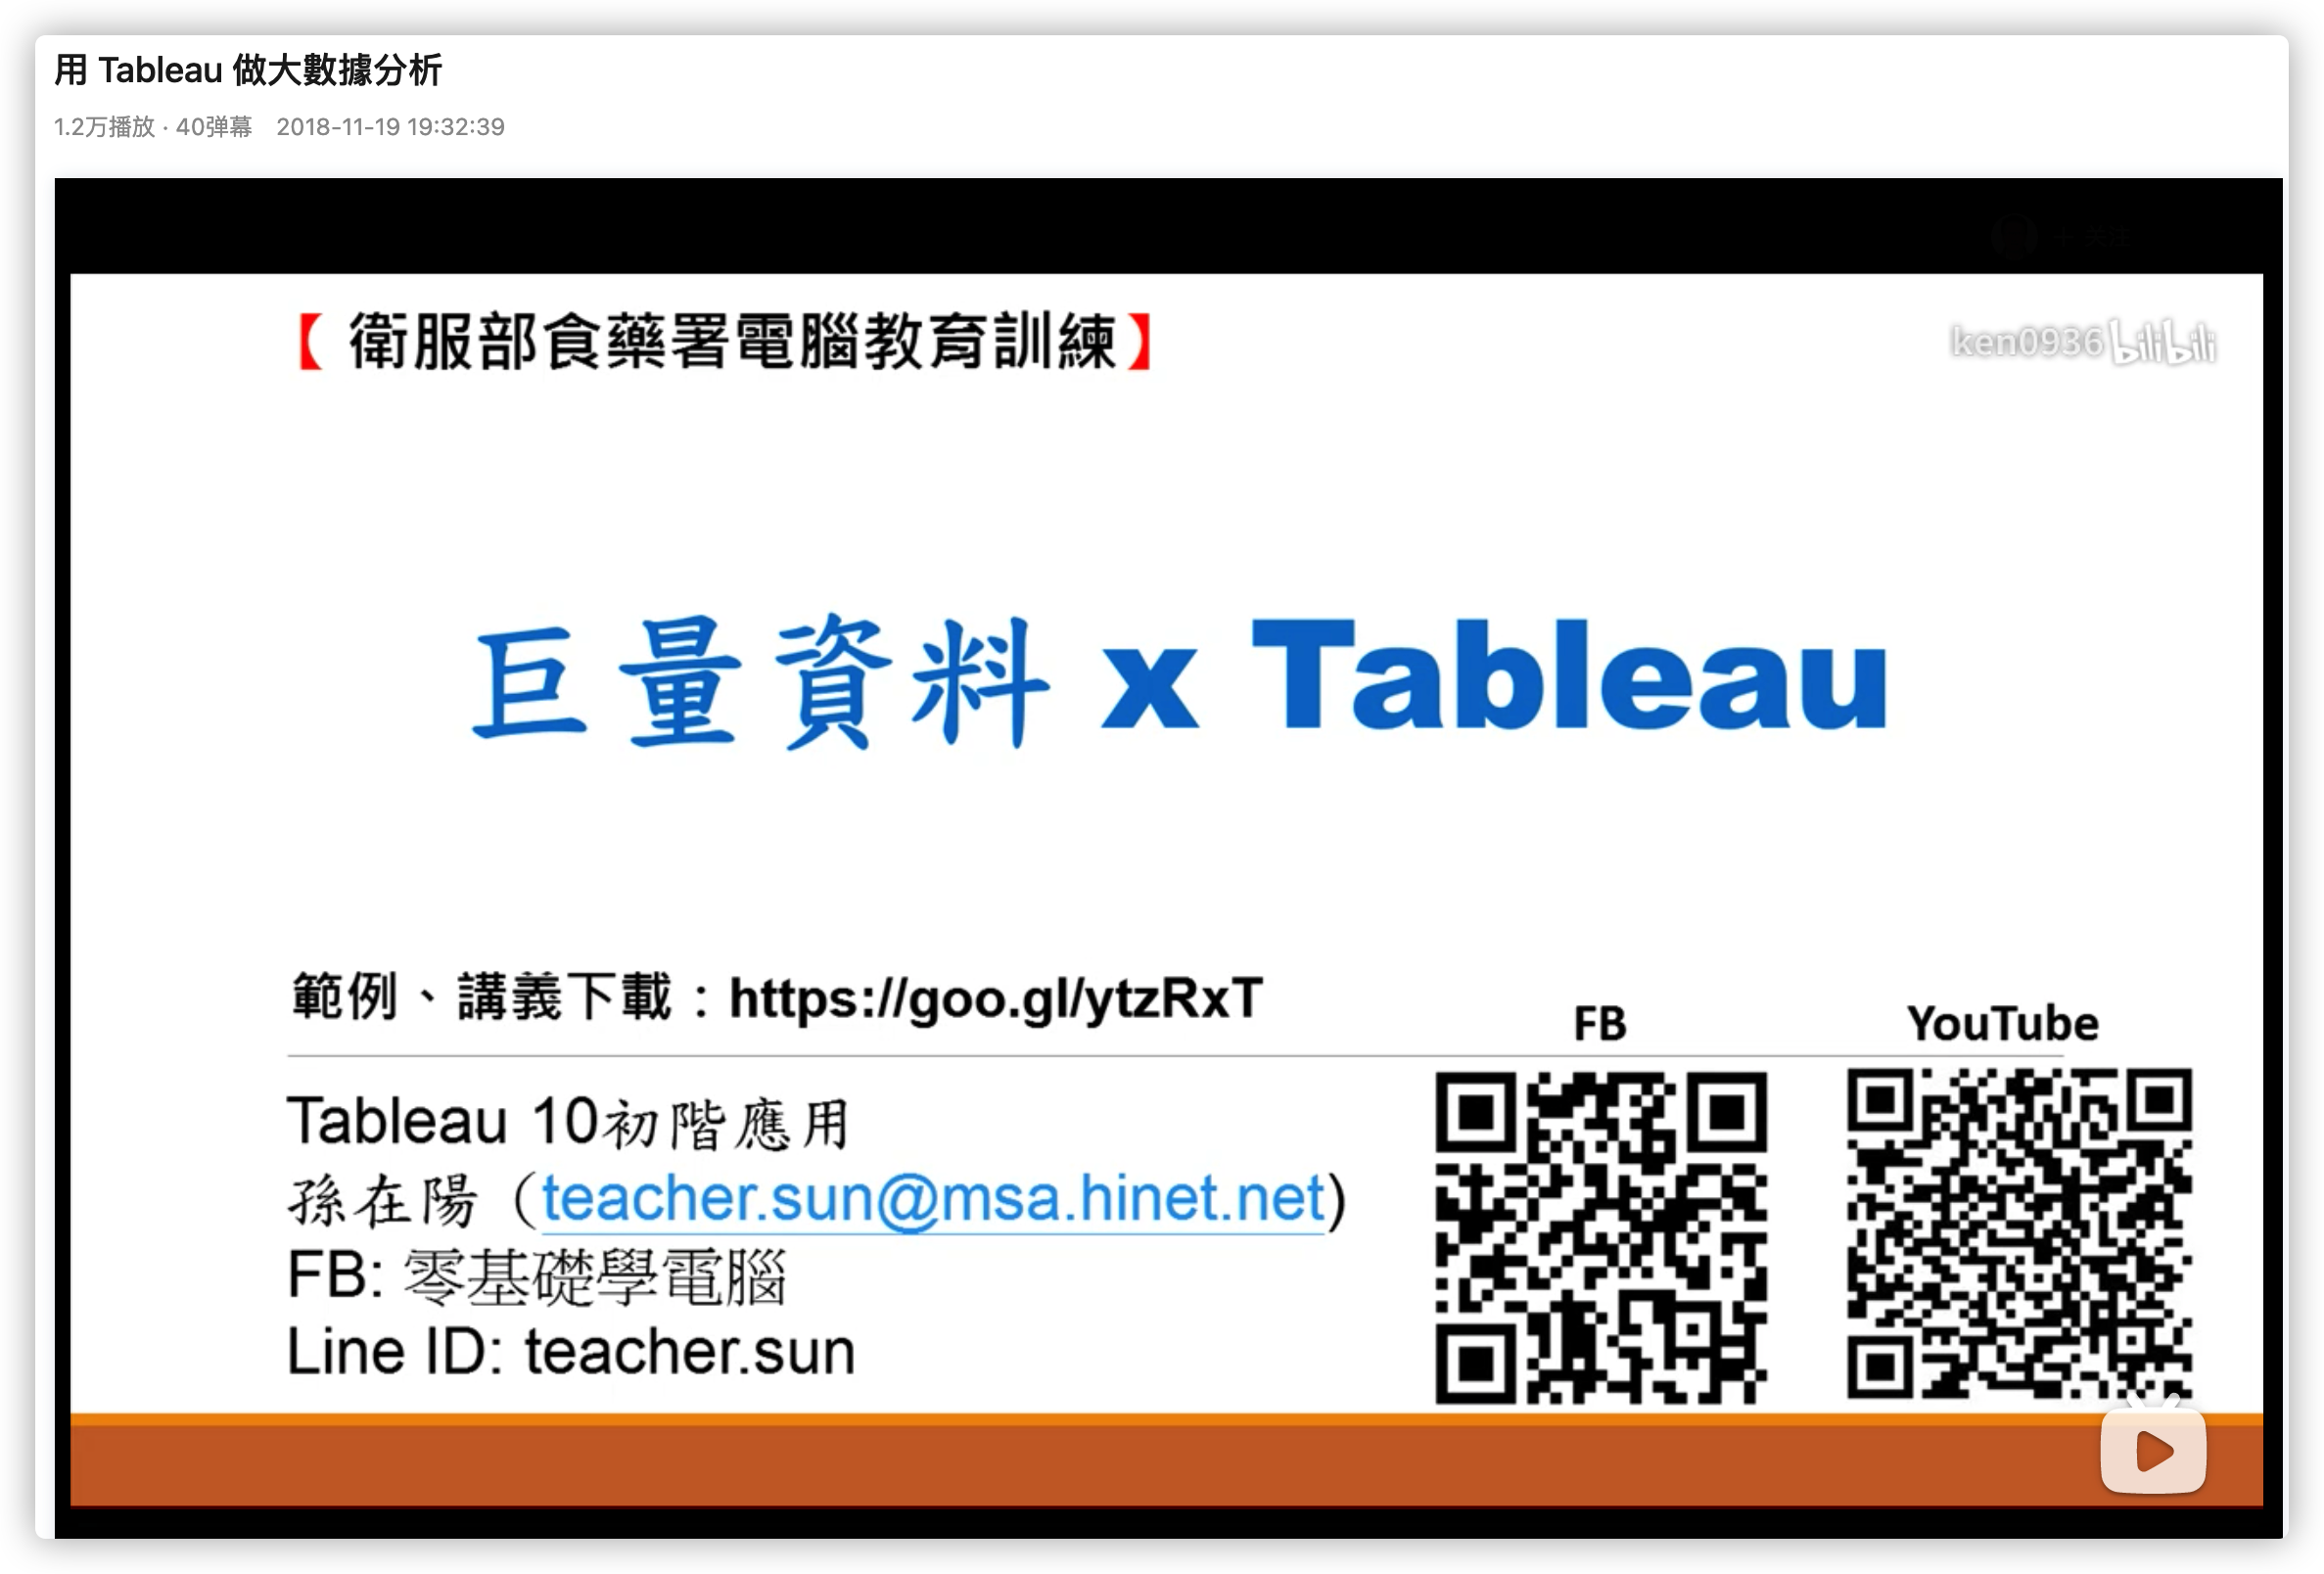 用 Tableau 做大數據分析
1.2万播放 · 40弹幕 2018-11-19 19:32:39
+ 关注
【 衛服部食藥署電腦教育訓練】
ken0936 bilibili
巨量資料 x Tableau
範例、講義下載：https://goo.gl/ytzRxT
FB
YouTube
Tableau 10初階應用
孫在陽（teacher.sun@msa.hinet.net)
FB: 零基礎學電腦
Line ID: teacher.sun